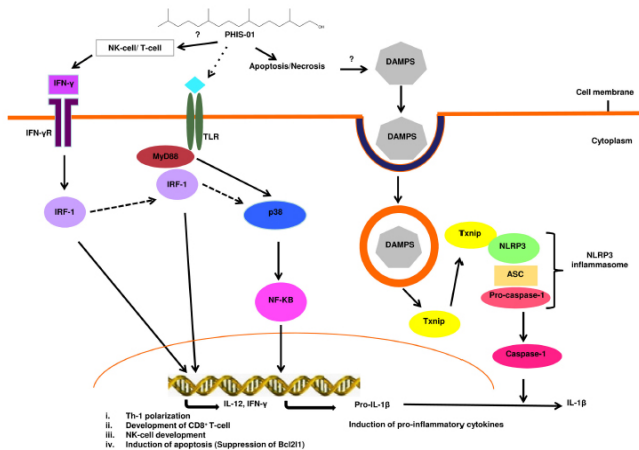 OH
?
PHIS-01
NK-cell/ T-cell
Apoptosis/Necrosis
?
DAMPS
IFN-γ
Cell membrane
IFN-γR
TLR
DAMPS
Cytoplasm
MyD88
IRF-1
IRF-1
p38
DAMPS
Txnip
NLRP3
NLRP3
inflammasome
ASC
Pro-caspase-1
NF-KB
Txnip
Caspase-1
IL-12, IFN-γ
Pro-IL-1β
IL-1β
i. Th-1 polarization
ii. Development of CD8+ T-cell
iii. NK-cell development
iv. Induction of apoptosis (Suppression of Bcl2l1)
Induction of pro-inflammatory cytokines